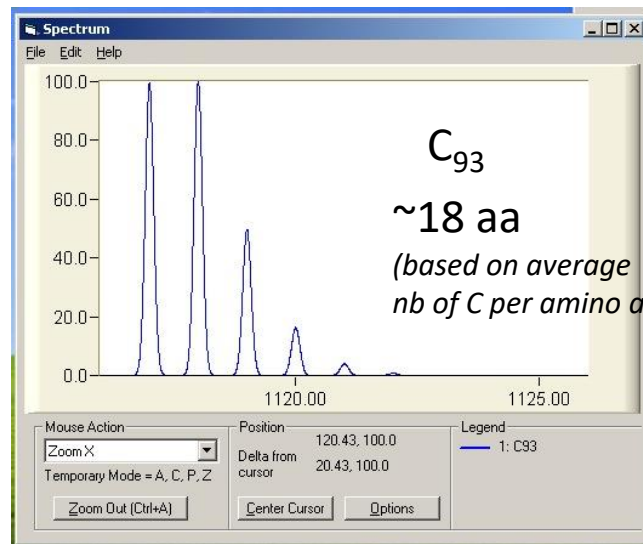 Spectrum
File Edit Help
100.0
80.0
60.0
40.0
20.0
0.0
1120.00 1125.00
C₉₃
~18 aa
(based on average
nb of C per amino a
Mouse Action
Zoom X
Temporary Mode = A, C, P, Z
Zoom Out (Ctrl+A)
Position
120.43, 100.0
Delta from cursor 20.43, 100.0
Center Cursor Options
Legend
1: C93